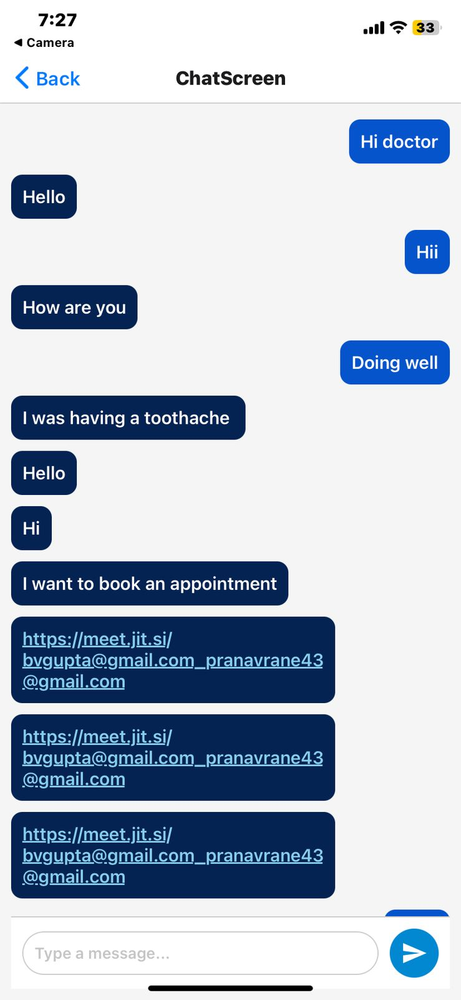 7:27
33
◀ Camera
Back
ChatScreen
Hi doctor
Hello
Hii
How are you
Doing well
I was having a toothache
Hello
Hi
I want to book an appointment
https://meet.jit.si/
bvgupta@gmail.com_pranavrane43
@gmail.com
https://meet.jit.si/
bvgupta@gmail.com_pranavrane43
@gmail.com
https://meet.jit.si/
bvgupta@gmail.com_pranavrane43
@gmail.com
Type a message...